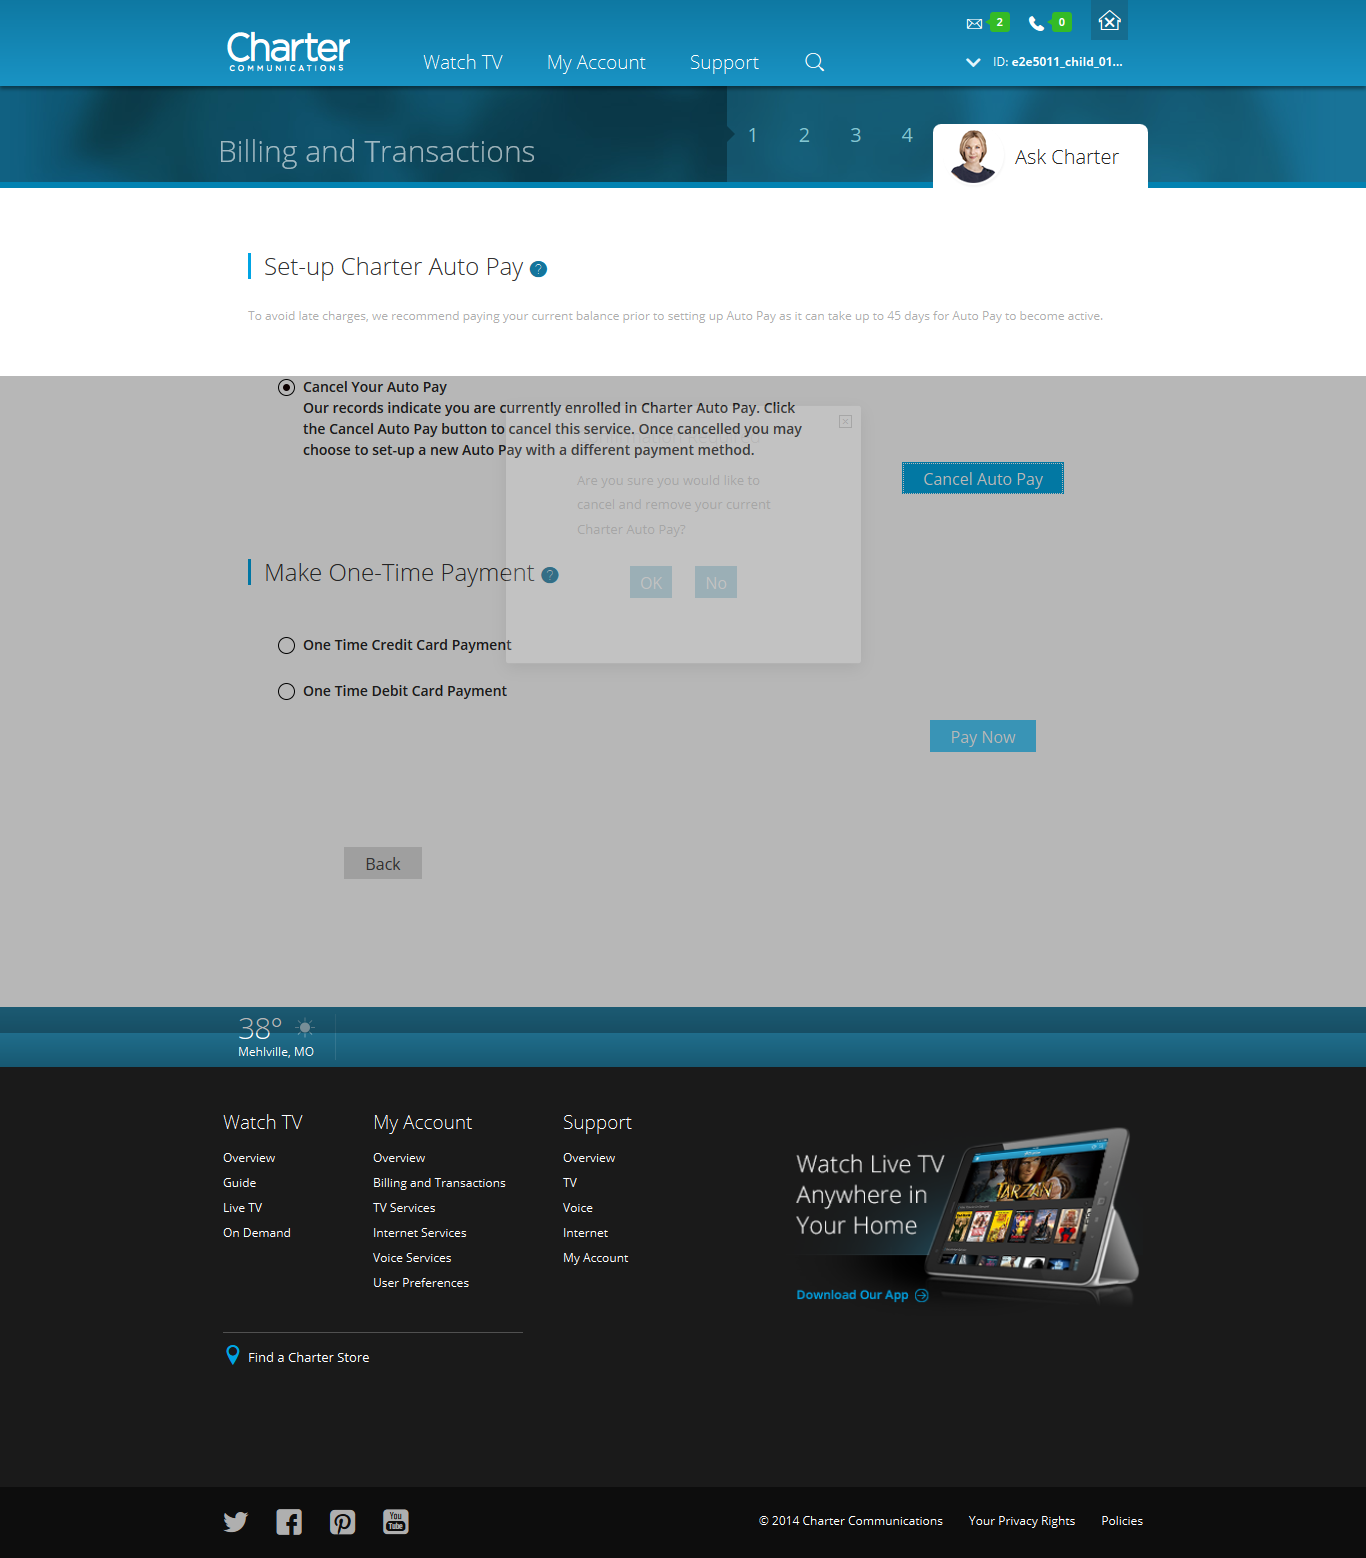 Charter
COMMUNICATIONS
Watch TV
My Account
Support
2
0
ID: e2e5011_child_01...
Billing and Transactions
1
2
3
4
Ask Charter
Set-up Charter Auto Pay ?
To avoid late charges, we recommend paying your current balance prior to setting up Auto Pay as it can take up to 45 days for Auto Pay to become active.
Cancel Your Auto Pay
Our records indicate you are currently enrolled in Charter Auto Pay. Click
the Cancel Auto Pay button to cancel this service. Once cancelled you may
choose to set-up a new Auto Pay with a different payment method.
Cancel Auto Pay
Are you sure you would like to
cancel and remove your current
Charter Auto Pay?
OK
No
Make One-Time Payment ?
One Time Credit Card Payment
One Time Debit Card Payment
Pay Now
Back
38°
Mehlville, MO
Watch TV
Overview
Guide
Live TV
On Demand
My Account
Overview
Billing and Transactions
TV Services
Internet Services
Voice Services
User Preferences
Support
Overview
TV
Voice
Internet
My Account
Watch Live TV
Anywhere in
Your Home
TARZAN
Download Our App
Find a Charter Store
You
Tube
© 2014 Charter Communications
Your Privacy Rights
Policies